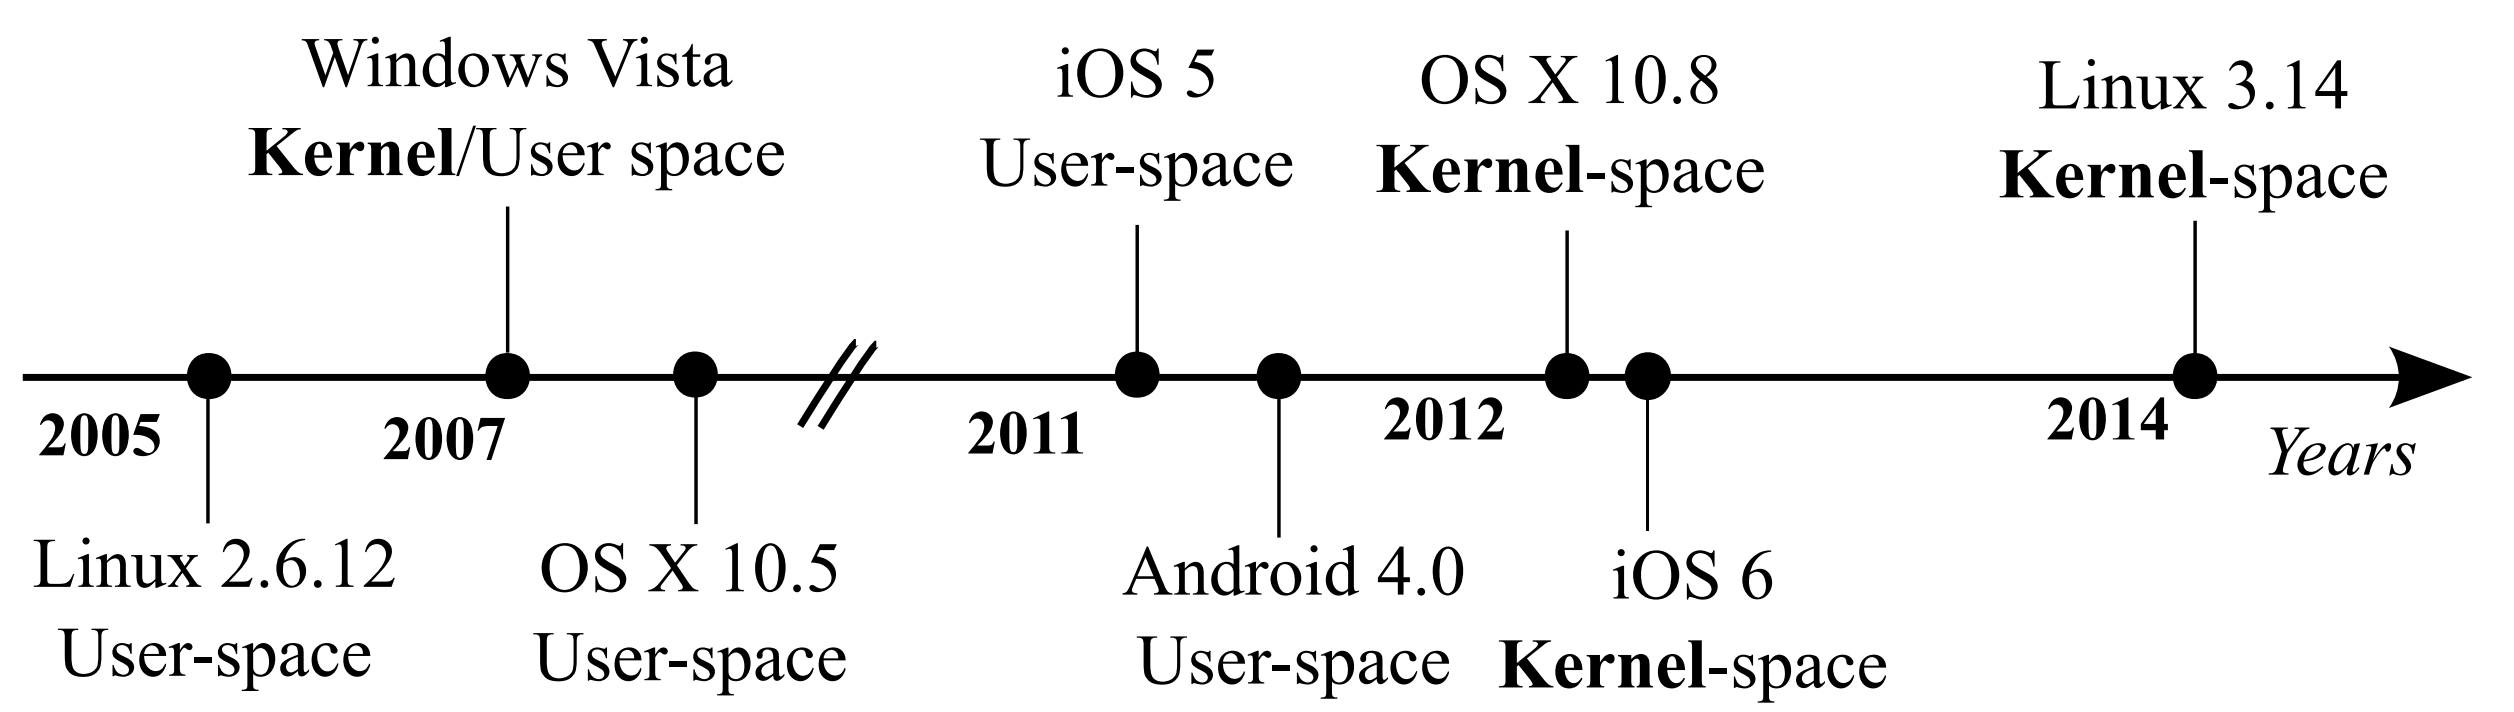 Windows Vista
Kernel/User space
iOS 5
User-space
OS X 10.8
Kernel-space
Linux 3.14
Kernel-space
2005
2007
2011
2012
2014
Years
Linux 2.6.12
User-space
OS X 10.5
User-space
Android 4.0
User-space
iOS 6
Kernel-space